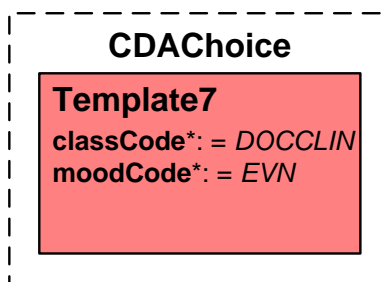 CDAChoice
Template7
classCode*: = DOCCLIN
moodCode*: = EVN